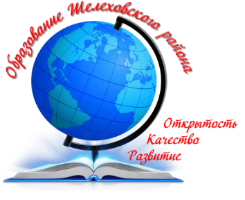 Образование Шелеховского района
Открытость
Качество
Развитие